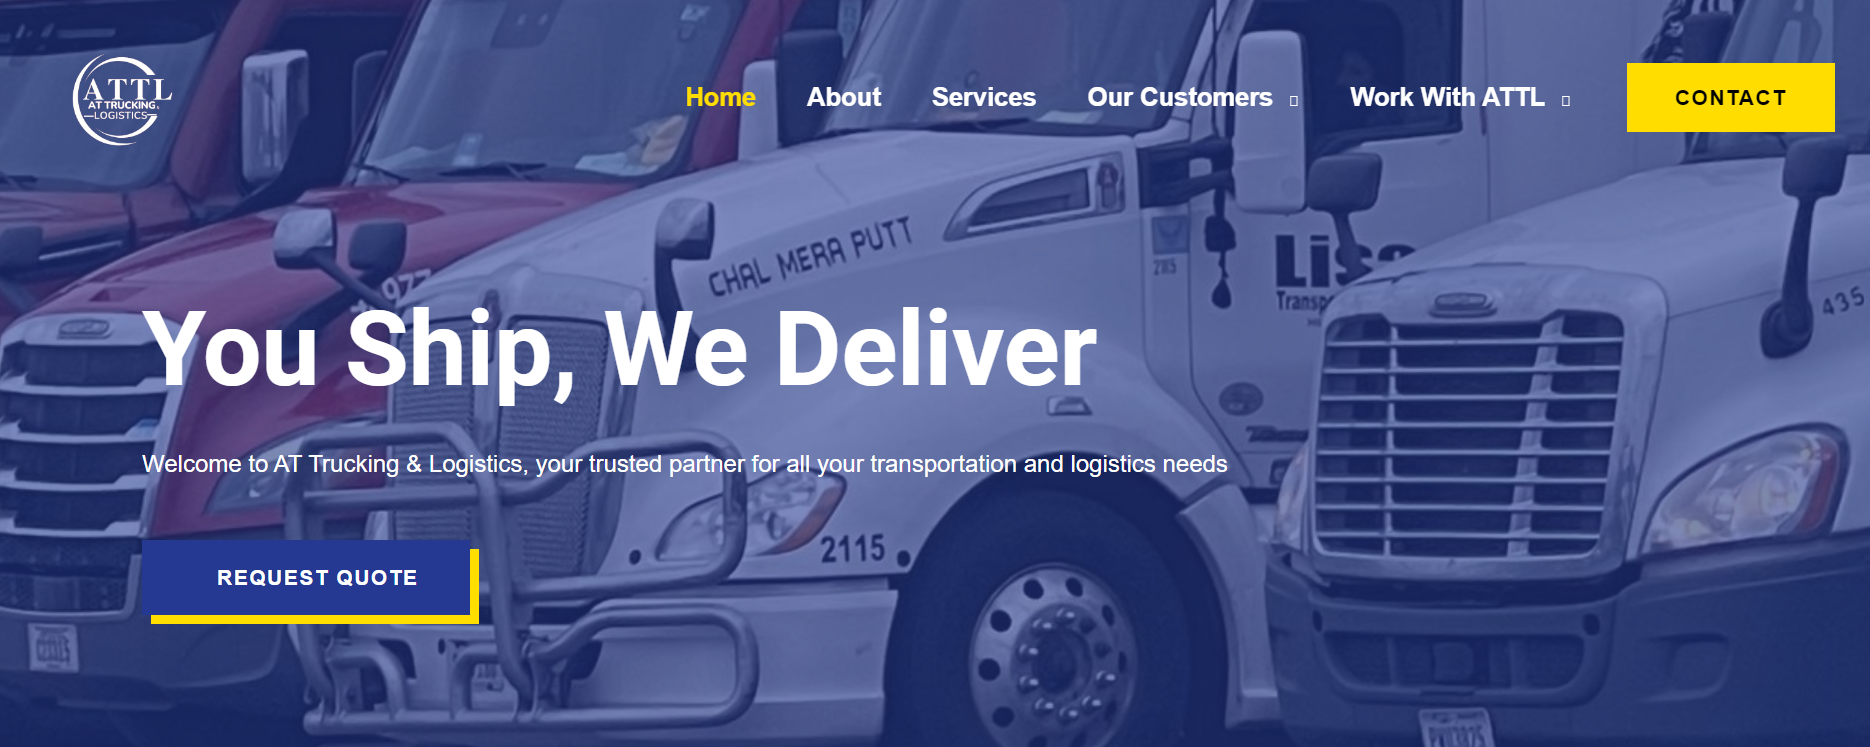 ATTL
AT TRUCKING &
LOGISTICS
Home
About
Services
Our Customers
Work With ATTL
CONTACT
CHAL MERA PUTT
2115
435
You Ship, We Deliver
Welcome to AT Trucking & Logistics, your trusted partner for all your transportation and logistics needs
2115
REQUEST QUOTE